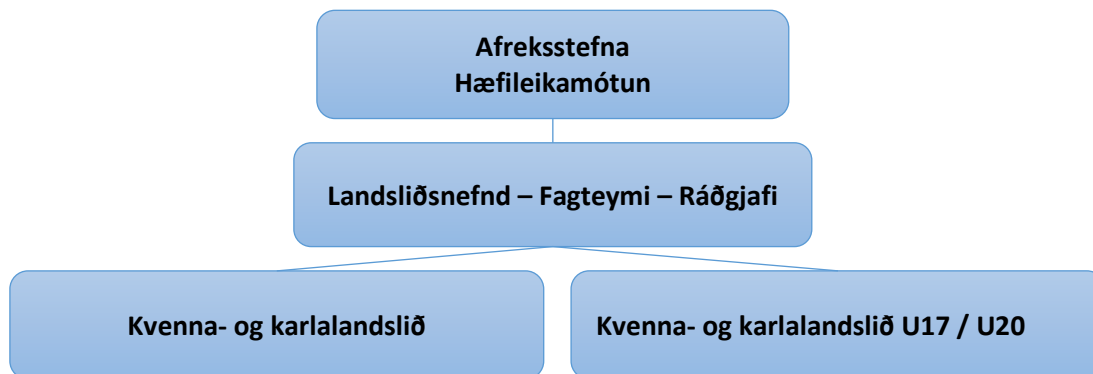 Afreksstefna
Hæfileikamótun
Landsliðsnefnd – Fagteymi – Ráðgjafi
Kvenna- og karlalandslið
Kvenna- og karlalandslið U17 / U20